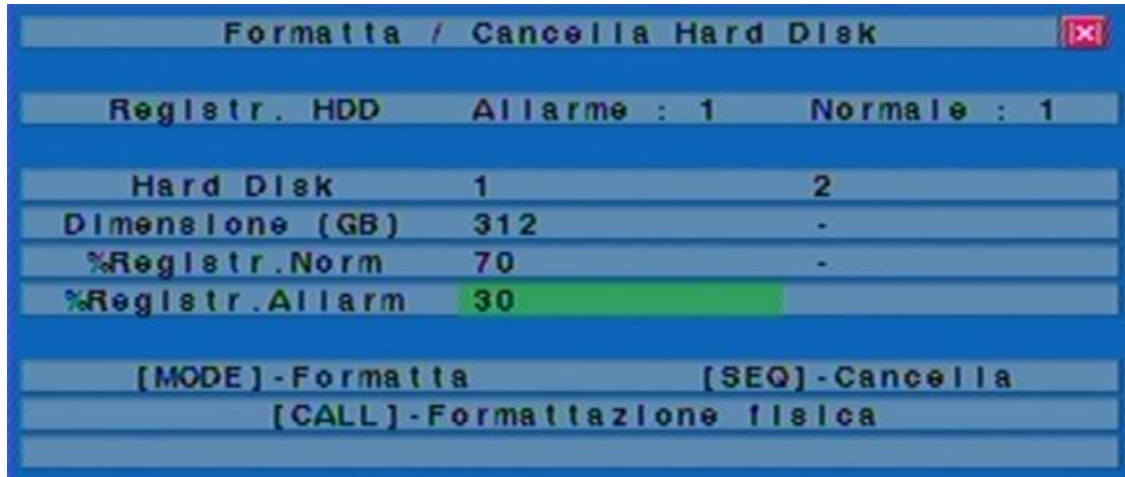 Formatta / Cancella Hard Disk [x]
Registr. HDD Allarme : 1 Normale : 1
Hard Disk 1 2
Dimensione (GB) 312 -
%Registr.Norm 70 -
%Registr.Allarm 30
[MODE]-Formatta [SEQ]-Cancella
[CALL]-Formattazione fisica